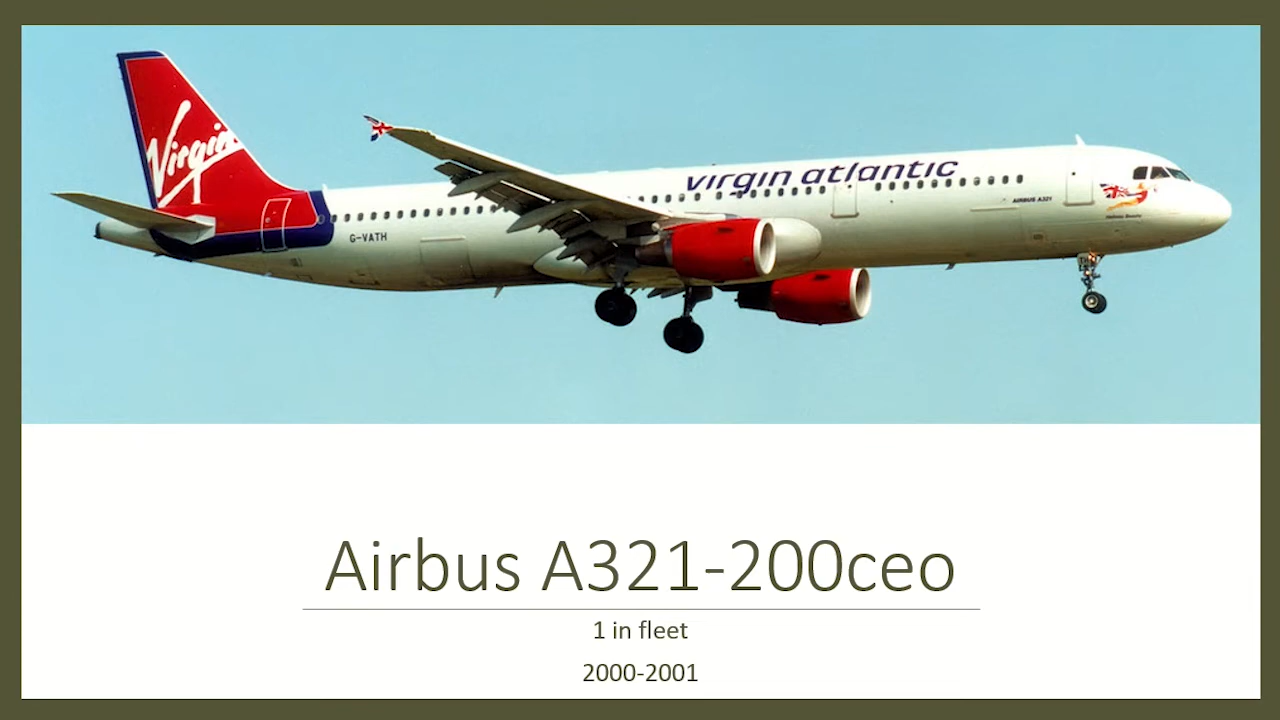 Virgin
virgin atlantic
AIRBUS A321
G-VATH
Airbus A321-200ceo
1 in fleet
2000-2001